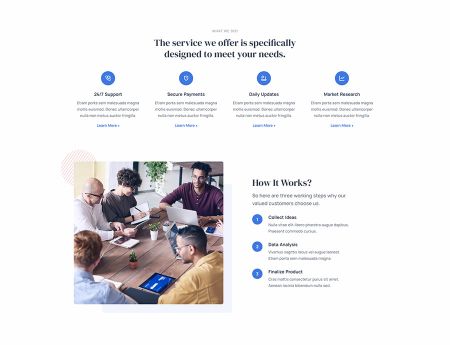 WHAT WE DO
The service we offer is specifically
designed to meet your needs.
24/7 Support
Etiam porta sem malesuada magna
mollis euismod. Donec ullamcorper
nulla non metus auctor fringilla.
Learn More
Secure Payments
Etiam porta sem malesuada magna
mollis euismod. Donec ullamcorper
nulla non metus auctor fringilla.
Learn More
Daily Updates
Etiam porta sem malesuada magna
mollis euismod. Donec ullamcorper
nulla non metus auctor fringilla.
Learn More
Market Research
Etiam porta sem malesuada magna
mollis euismod. Donec ullamcorper
nulla non metus auctor fringilla.
Learn More
How It Works?
So here are three working steps why our
valued customers choose us.
1
Collect Ideas
Nulla vitae elit libero pharetra augue dapibus.
Praesent commodo cursus.
2
Data Analysis
Vivamus sagittis lacus vel augue laoreet.
Etiam porta sem malesuada magna.
3
Finalize Product
Cras mattis consectetur purus sit amet.
Aenean lacinia bibendum nulla sed.